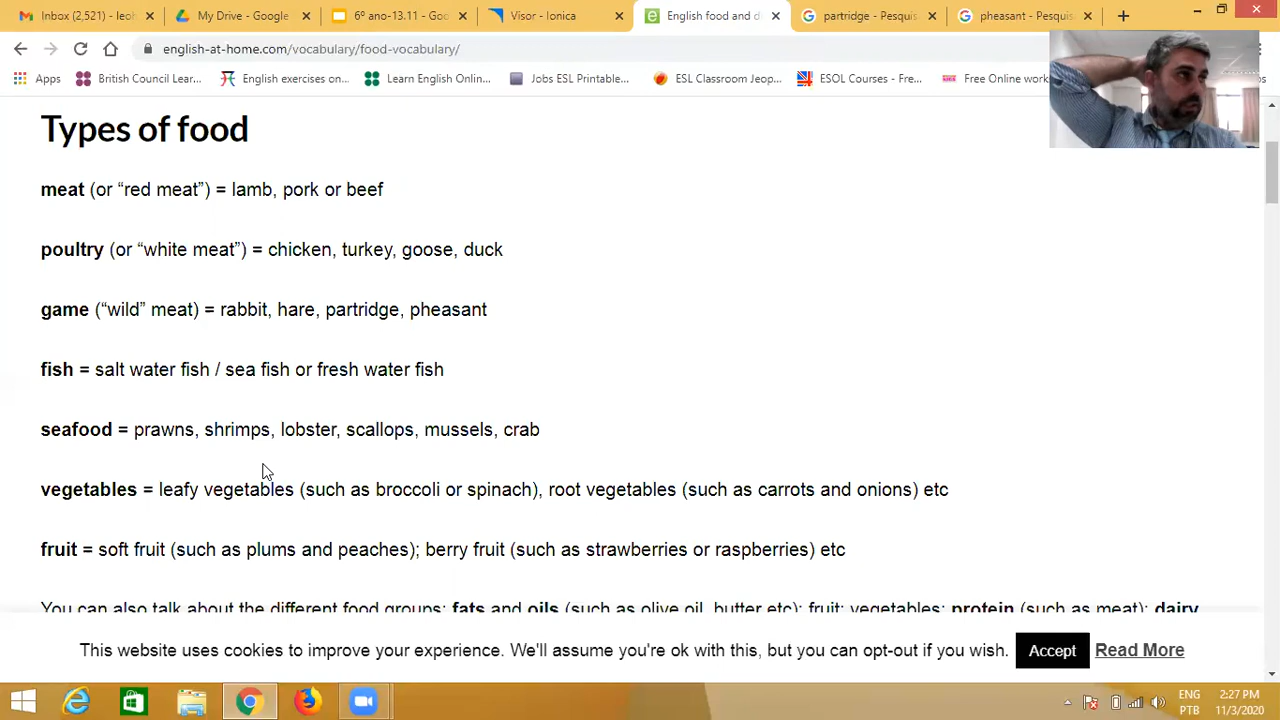 Inbox (2,521) - leoh
My Drive - Google
6º ano-13.11 - Goo
Visor - Ionica
English food and d
partridge - Pesquis
pheasant - Pesquis
english-at-home.com/vocabulary/food-vocabulary/
Apps
British Council Lear...
English exercises on...
Learn English Onlin...
Jobs ESL Printable...
ESL Classroom Jeop...
ESOL Courses - Fre...
Free Online wo
Types of food
meat (or “red meat”) = lamb, pork or beef
poultry (or “white meat”) = chicken, turkey, goose, duck
game (“wild” meat) = rabbit, hare, partridge, pheasant
fish = salt water fish / sea fish or fresh water fish
seafood = prawns, shrimps, lobster, scallops, mussels, crab
vegetables = leafy vegetables (such as broccoli or spinach), root vegetables (such as carrots and onions) etc
fruit = soft fruit (such as plums and peaches); berry fruit (such as strawberries or raspberries) etc
You can also talk about the different food groups: fats and oils (such as olive oil, butter etc); fruit; vegetables; protein (such as meat); dairy
This website uses cookies to improve your experience. We'll assume you're ok with this, but you can opt-out if you wish. Accept Read More
ENG
2:27 PM
PTB
11/3/2020